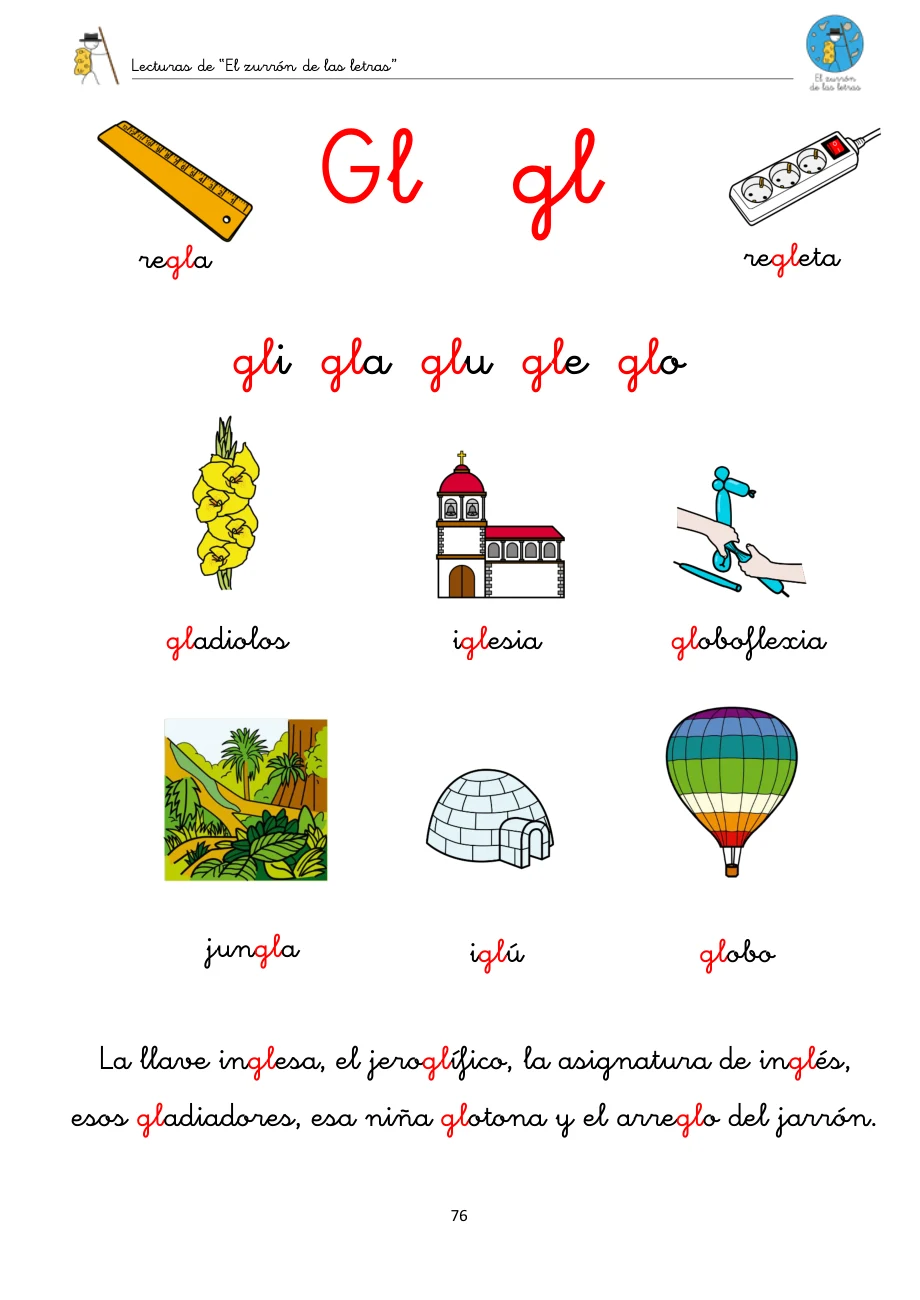 Lecturas de “El zurrón de las letras”
El zurrón
de las letras
Gl gl
regla
regleta
gli gla glu gle glo
gladiolos iglesia globoflexia
jungla iglú globo
La llave inglesa, el jeroglífico, la asignatura de inglés,
esos gladiadores, esa niña glotona y el arreglo del jarrón.
76